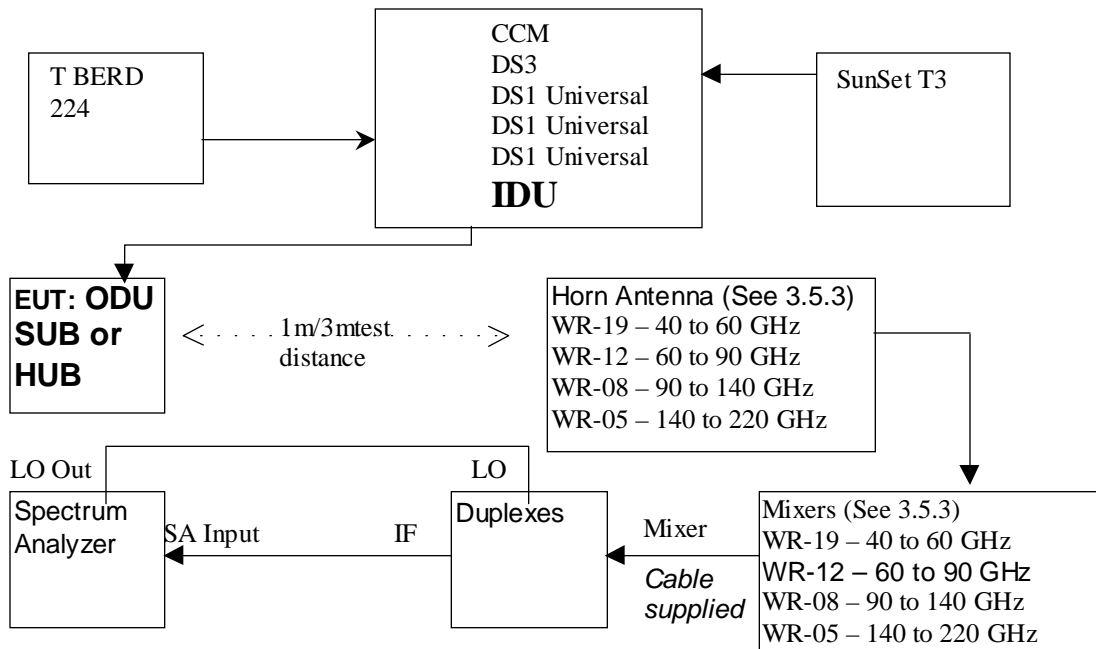 CCM
DS3
DS1 Universal
DS1 Universal
DS1 Universal
IDU
T BERD
224
SunSet T3
EUT: ODU
SUB or
HUB
1m/3mtest
distance
Horn Antenna (See 3.5.3)
WR-19 – 40 to 60 GHz
WR-12 – 60 to 90 GHz
WR-08 – 90 to 140 GHz
WR-05 – 140 to 220 GHz
LO Out
LO
Spectrum
Analyzer
SA Input
IF
Duplexes
Mixer
Cable
supplied
Mixers (See 3.5.3)
WR-19 – 40 to 60 GHz
WR-12 – 60 to 90 GHz
WR-08 – 90 to 140 GHz
WR-05 – 140 to 220 GHz